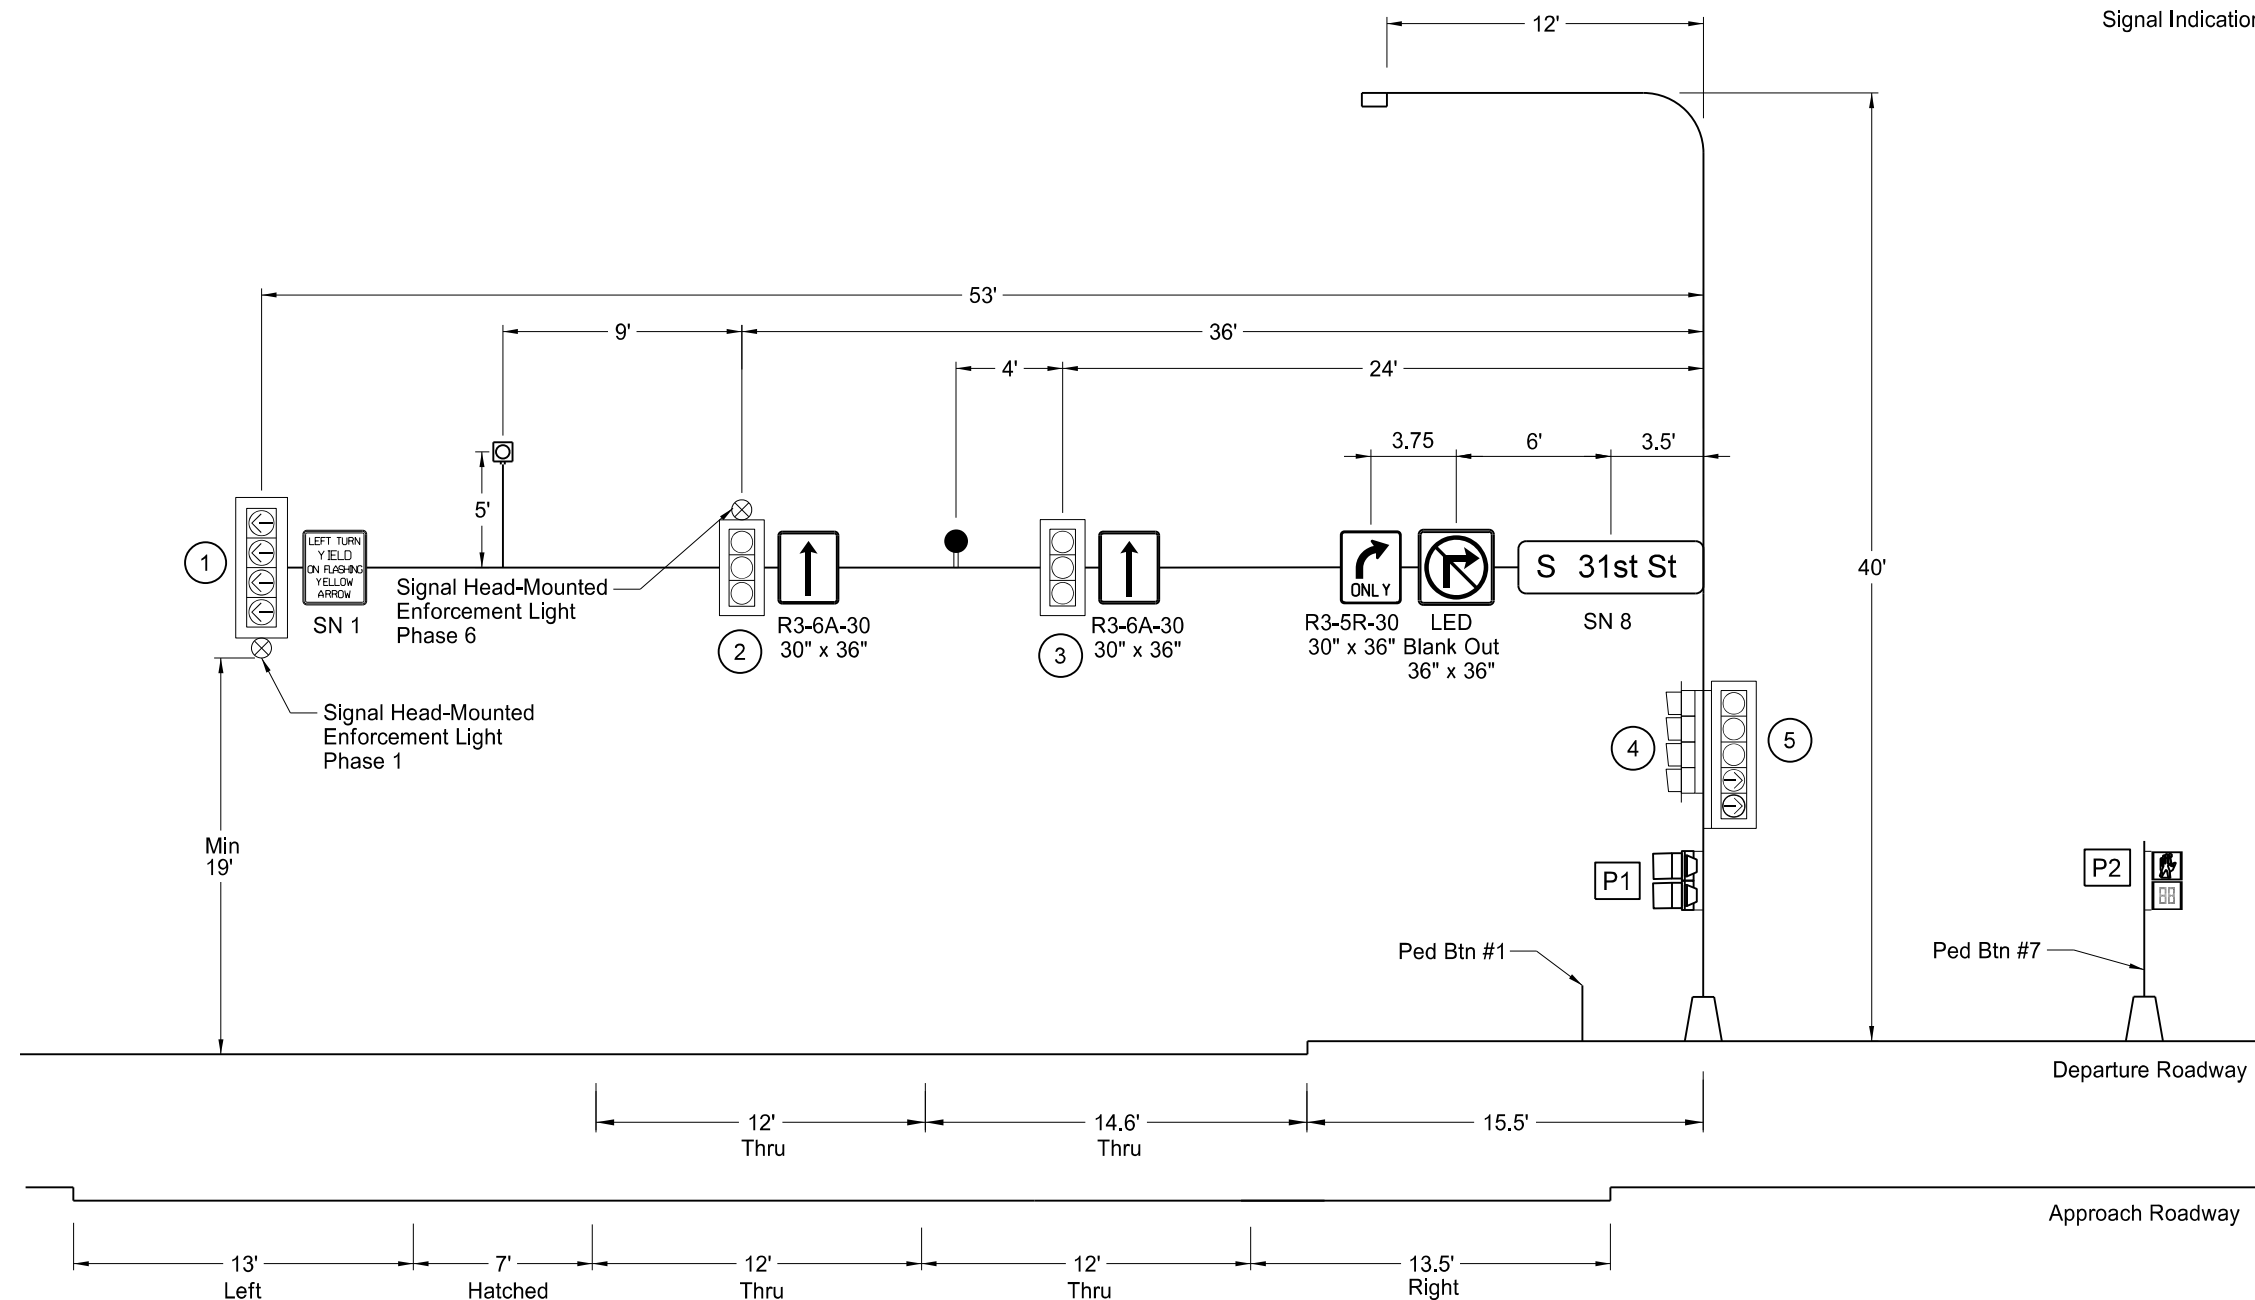 Signal Indication
12'
53'
9'
36'
4'
24'
3.75
6'
3.5'
5'
40'
1
LEFT TURN
YIELD
ON FLASHING
YELLOW
ARROW
SN 1
Signal Head-Mounted
Enforcement Light
Phase 6
2
R3-6A-30
30" x 36"
3
R3-6A-30
30" x 36"
ONLY
R3-5R-30
30" x 36"
LED
Blank Out
36" x 36"
S 31st St
SN 8
Signal Head-Mounted
Enforcement Light
Phase 1
4
5
Min
19'
P1
P2
88
Ped Btn #1
Ped Btn #7
Departure Roadway
12'
Thru
14.6'
Thru
15.5'
Approach Roadway
13'
Left
7'
Hatched
12'
Thru
12'
Thru
13.5'
Right